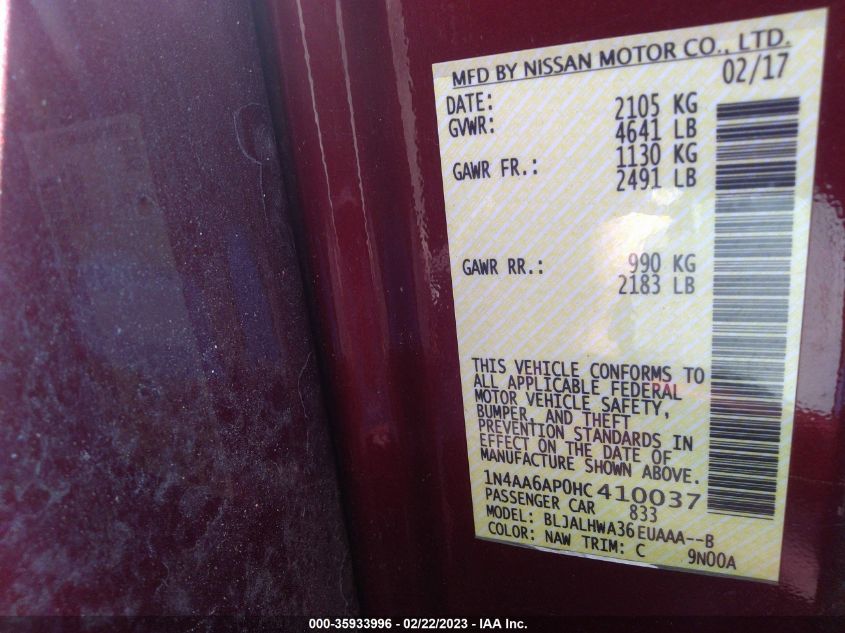 MFD BY NISSAN MOTOR CO., LTD.
DATE: 02/17
GVWR: 2105 KG
4641 LB
GAWR FR.: 1130 KG
2491 LB
GAWR RR.: 990 KG
2183 LB
THIS VEHICLE CONFORMS TO
ALL APPLICABLE FEDERAL
MOTOR VEHICLE SAFETY,
BUMPER, AND THEFT
PREVENTION STANDARDS IN
EFFECT ON THE DATE OF
MANUFACTURE SHOWN ABOVE.
1N4AA6AP0HC410037
PASSENGER CAR 833
MODEL: BLJALHWA36EUAAA--B
COLOR: NAW TRIM: C 9N00A
000-35933996 - 02/22/2023 - IAA Inc.